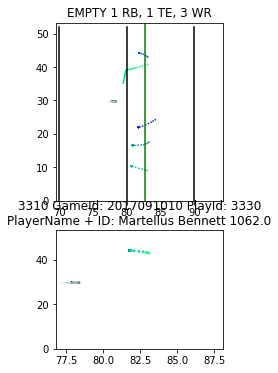 EMPTY 1 RB, 1 TE, 3 WR
50
40
30
20
10
0
70 75 80 85 90
3310 GameId: 2017091010 PlayId: 3330
PlayerName + ID: Martellus Bennett 1062.0
40
20
0
77.5 80.0 82.5 85.0 87.5